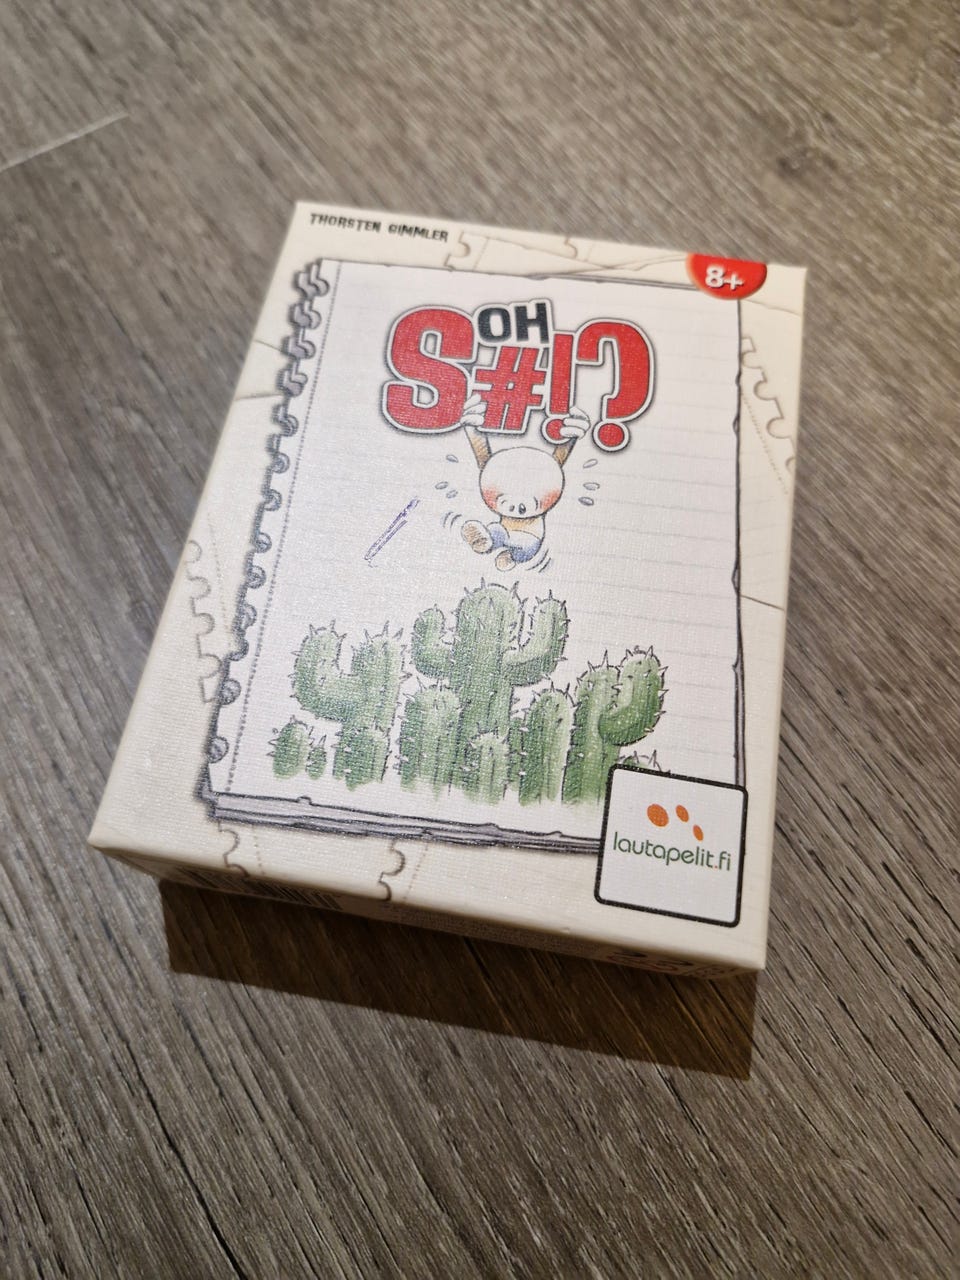 THORSTEN GIMMLER
8+
OH
S#!?
lautapelit.fi